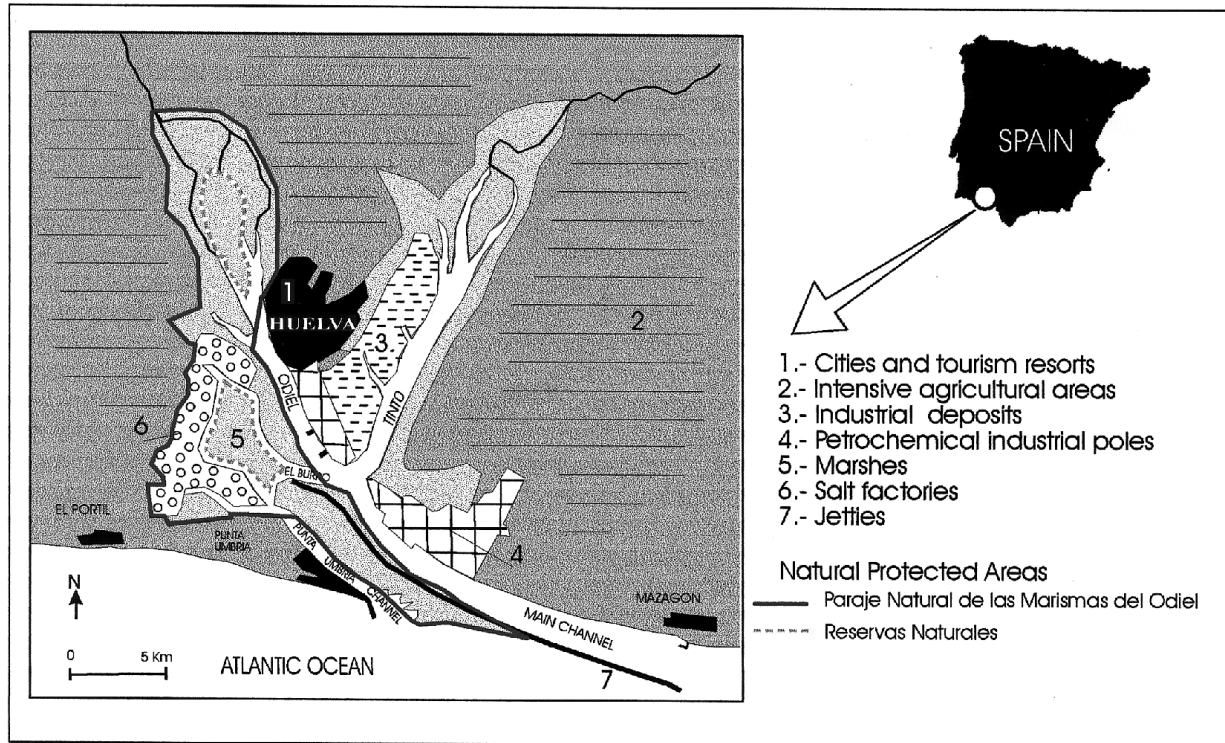 SPAIN
1
HUELVA
2
3
ODIEL
TINTO
6
5
EL BURRO
EL PORTIL
PUNTA
UMBRIA
PUNTA UMBRIA CHANNEL
4
N
MAZAGON
MAIN CHANNEL
0 5 Km
ATLANTIC OCEAN
7
1.- Cities and tourism resorts
2.- Intensive agricultural areas
3.- Industrial deposits
4.- Petrochemical industrial poles
5.- Marshes
6.- Salt factories
7.- Jetties
Natural Protected Areas
Paraje Natural de las Marismas del Odiel
Reservas Naturales